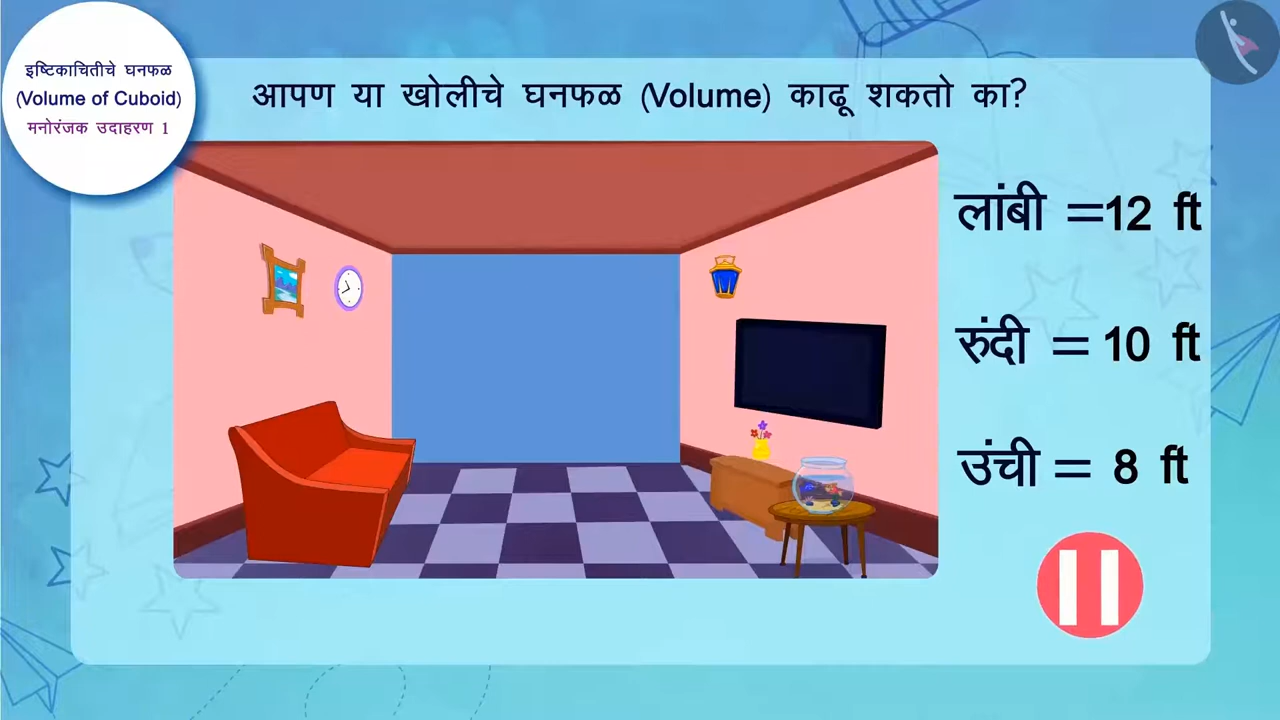 इष्टिकाचितीचे घनफळ
(Volume of Cuboid)
मनोरंजक उदाहरण 1
आपण या खोलीचे घनफळ (Volume) काढू शकतो का?
लांबी =12 ft
रुंदी = 10 ft
उंची = 8 ft